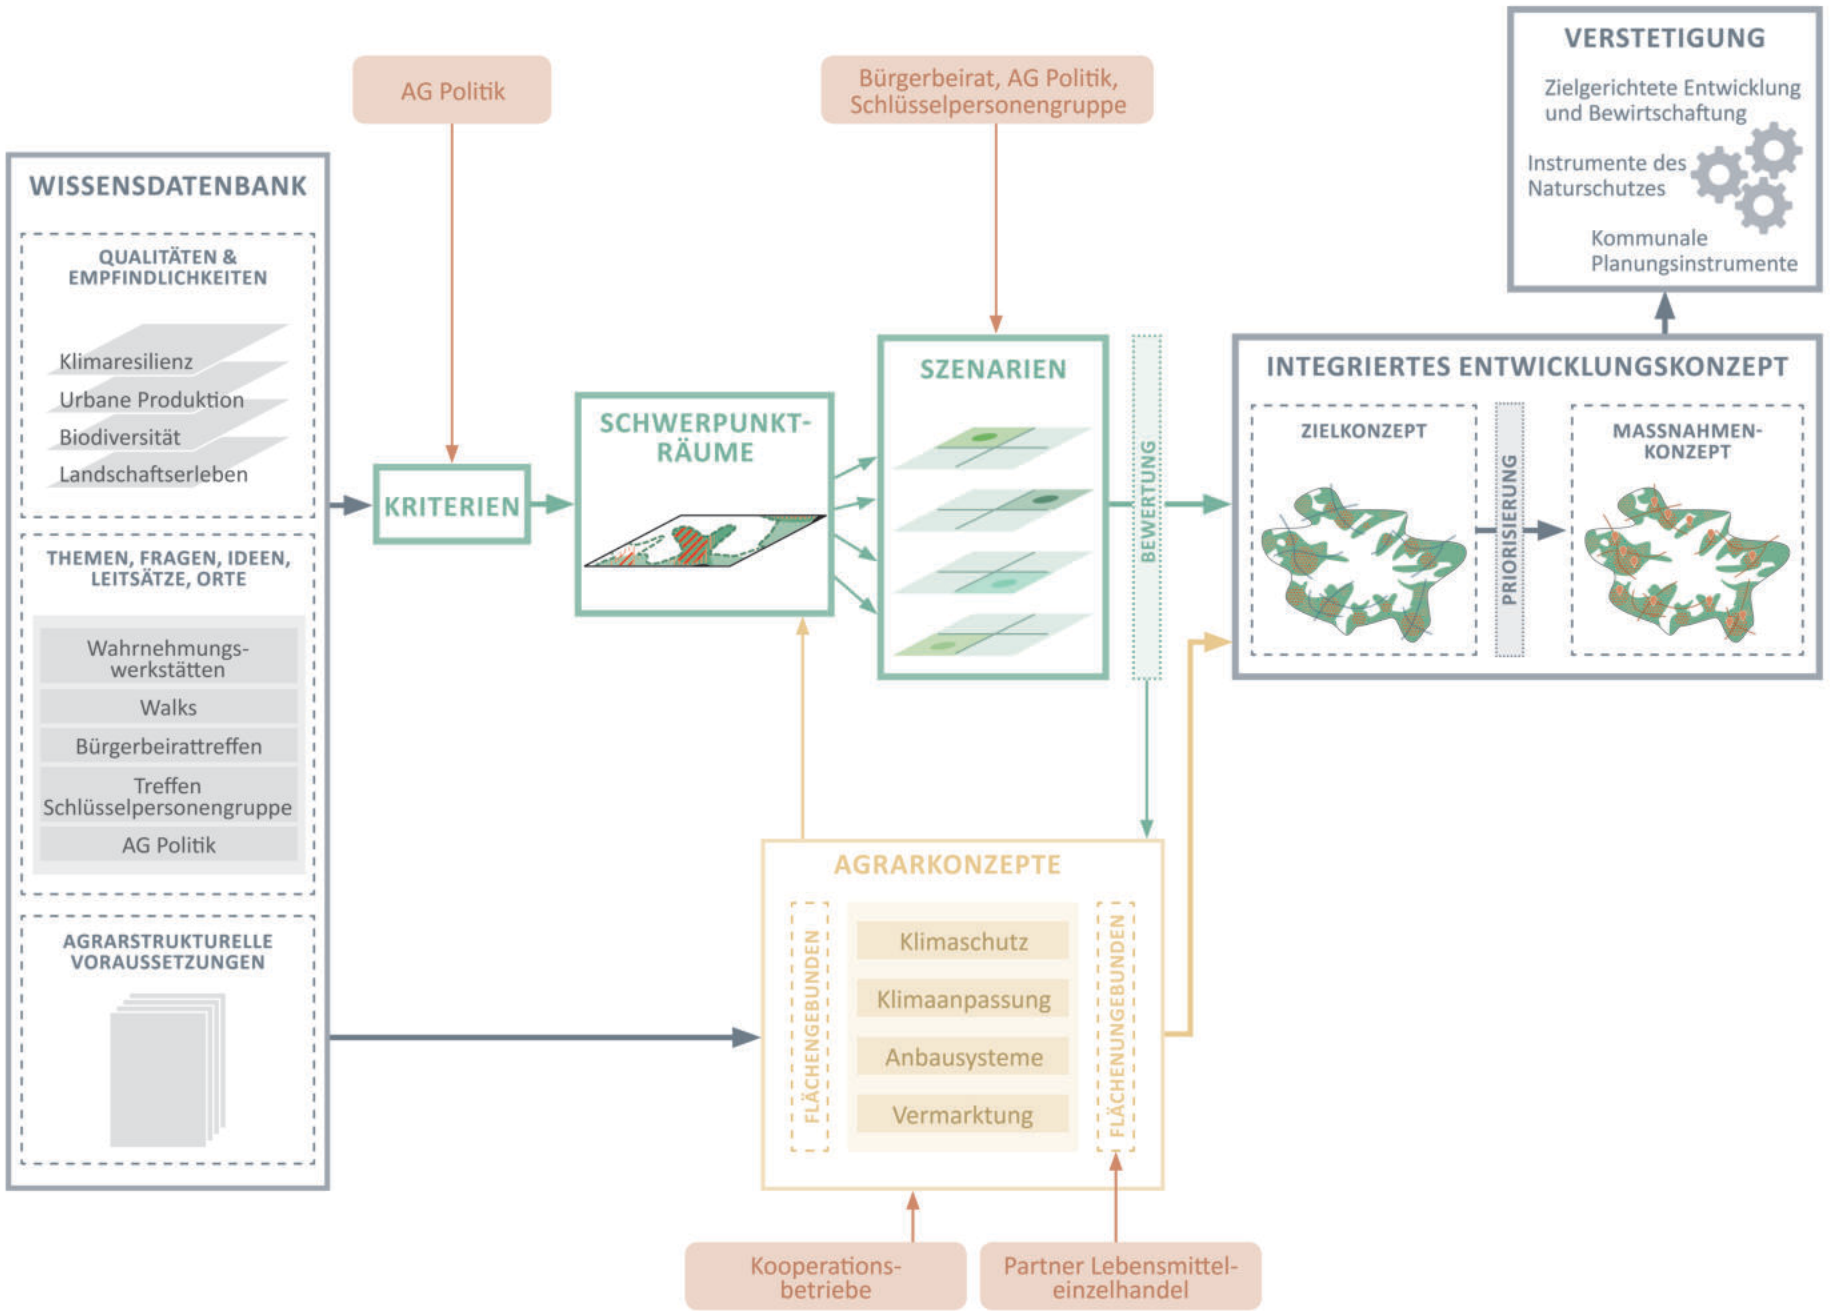 WISSENSDATENBANK
QUALITÄTEN &
EMPFINDLICHKEITEN
Klimaresilienz
Urbane Produktion
Biodiversität
Landschaftserleben
THEMEN, FRAGEN, IDEEN,
LEITSÄTZE, ORTE
Wahrnehmungs-
werkstätten
Walks
Bürgerbeirattreffen
Treffen
Schlüsselpersonengruppe
AG Politik
AGRARSTRUKTURELLE
VORAUSSETZUNGEN
AG Politik
KRITERIEN
SCHWERPUNKT-
RÄUME
Bürgerbeirat, AG Politik,
Schlüsselpersonengruppe
SZENARIEN
BEWERTUNG
AGRARKONZEPTE
FLÄCHENGEBUNDEN
Klimaschutz
Klimaanpassung
Anbausysteme
Vermarktung
FLÄCHENUNGEBUNDEN
Kooperations-
betriebe
Partner Lebensmittel-
einzelhandel
INTEGRIERTES ENTWICKLUNGSKONZEPT
ZIELKONZEPT
PRIORISIERUNG
MASSNAHMEN-
KONZEPT
VERSTETIGUNG
Zielgerichtete Entwicklung
und Bewirtschaftung
Instrumente des
Naturschutzes
Kommunale
Planungsinstrumente